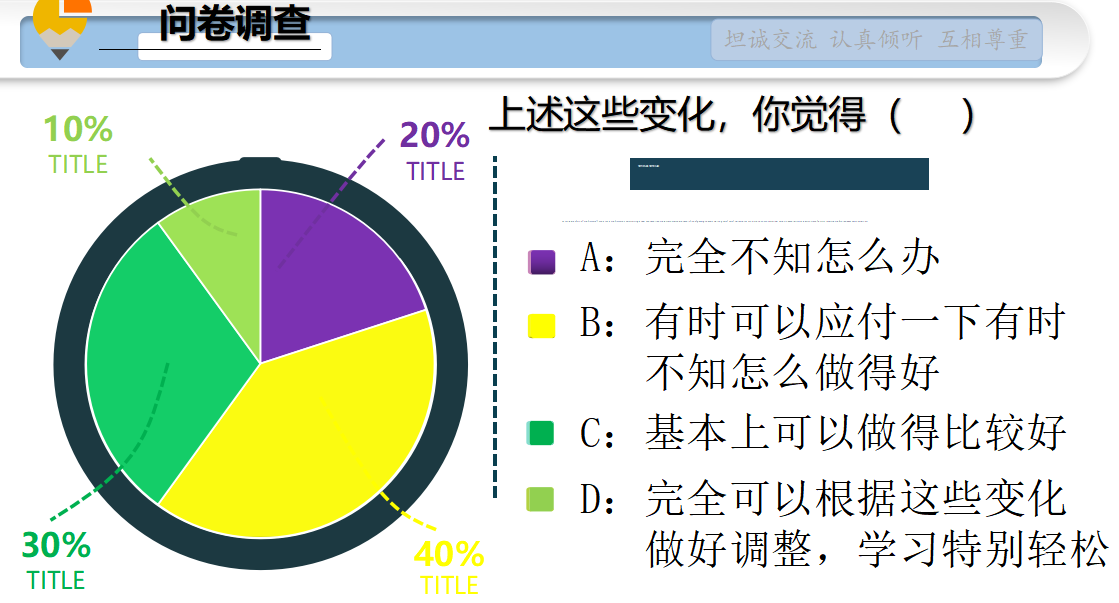 问卷调查
坦诚交流 认真倾听 互相尊重
上述这些变化，你觉得（ ）
10%
TITLE
20%
TITLE
30%
TITLE
40%
TITLE
A：完全不知怎么办
B：有时可以应付一下有时
不知怎么做得好
C：基本上可以做得比较好
D：完全可以根据这些变化
做好调整，学习特别轻松